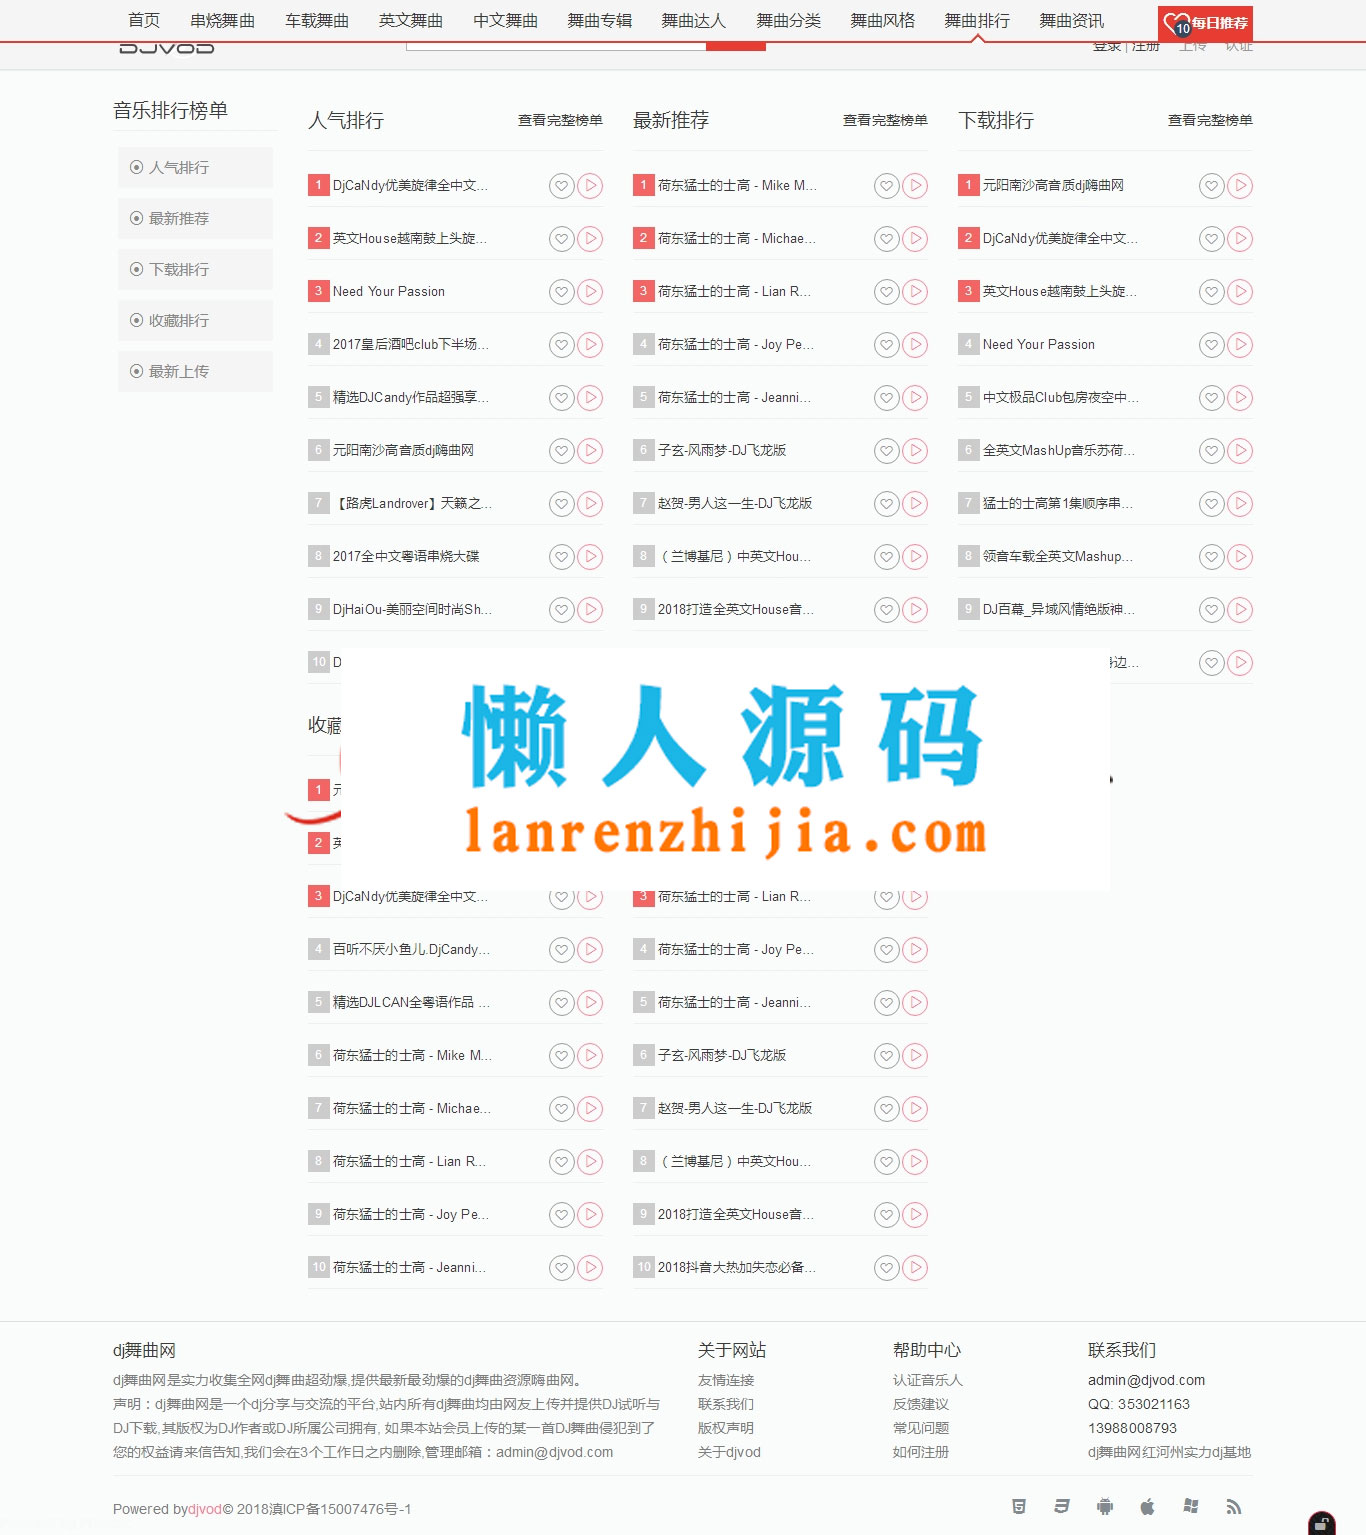 首页 串烧舞曲 车载舞曲 英文舞曲 中文舞曲 舞曲专辑 舞曲达人 舞曲分类 舞曲风格 舞曲排行 舞曲资讯 10 每日推荐
DJVOD 登录 | 注册 上传 认证
音乐排行榜单
人气排行
最新推荐
下载排行
收藏排行
最新上传
人气排行 查看完整榜单
1 DjCaNdy优美旋律全中文...
2 英文House越南鼓上头旋...
3 Need Your Passion
4 2017皇后酒吧club下半场...
5 精选DJCandy作品超强享...
6 元阳南沙高音质dj嗨曲网
7 【路虎Landrover】天籁之...
8 2017全中文粤语串烧大碟
9 DjHaiOu-美丽空间时尚Sh...
10 D
最新推荐 查看完整榜单
1 荷东猛士的士高 - Mike M...
2 荷东猛士的士高 - Michae...
3 荷东猛士的士高 - Lian R...
4 荷东猛士的士高 - Joy Pe...
5 荷东猛士的士高 - Jeanni...
6 子玄-风雨梦-DJ飞龙版
7 赵贺-男人这一生-DJ飞龙版
8 （兰博基尼）中英文Hou...
9 2018打造全英文House音...
下载排行 查看完整榜单
1 元阳南沙高音质dj嗨曲网
2 DjCaNdy优美旋律全中文...
3 英文House越南鼓上头旋...
4 Need Your Passion
5 中文极品Club包房夜空中...
6 全英文MashUp音乐苏荷...
7 猛士的士高第1集顺序串...
8 领音车载全英文Mashup...
9 DJ百幕_异域风情绝版神...
边...
懒人源码
lanrenzhijia.com
收藏
1 元
2 英
3 DjCaNdy优美旋律全中文...
4 百听不厌小鱼儿.DjCandy...
5 精选DJLCAN全粤语作品 ...
6 荷东猛士的士高 - Mike M...
7 荷东猛士的士高 - Michae...
8 荷东猛士的士高 - Lian R...
9 荷东猛士的士高 - Joy Pe...
10 荷东猛士的士高 - Jeanni...
3 荷东猛士的士高 - Lian R...
4 荷东猛士的士高 - Joy Pe...
5 荷东猛士的士高 - Jeanni...
6 子玄-风雨梦-DJ飞龙版
7 赵贺-男人这一生-DJ飞龙版
8 （兰博基尼）中英文Hou...
9 2018打造全英文House音...
10 2018抖音大热加失恋必备...
dj舞曲网
dj舞曲网是实力收集全网dj舞曲超劲爆,提供最新最劲爆的dj舞曲资源嗨曲网。
声明：dj舞曲网是一个dj分享与交流的平台,站内所有dj舞曲均由网友上传并提供DJ试听与
DJ下载,其版权为DJ作者或DJ所属公司拥有, 如果本站会员上传的某一首DJ舞曲侵犯到了
您的权益请来信告知,我们会在3个工作日之内删除,管理邮箱：admin@djvod.com
关于网站
友情连接
联系我们
版权声明
关于djvod
帮助中心
认证音乐人
反馈建议
常见问题
如何注册
联系我们
admin@djvod.com
QQ: 353021163
13988008793
dj舞曲网红河州实力dj基地
Powered bydjvod© 2018滇ICP备15007476号-1